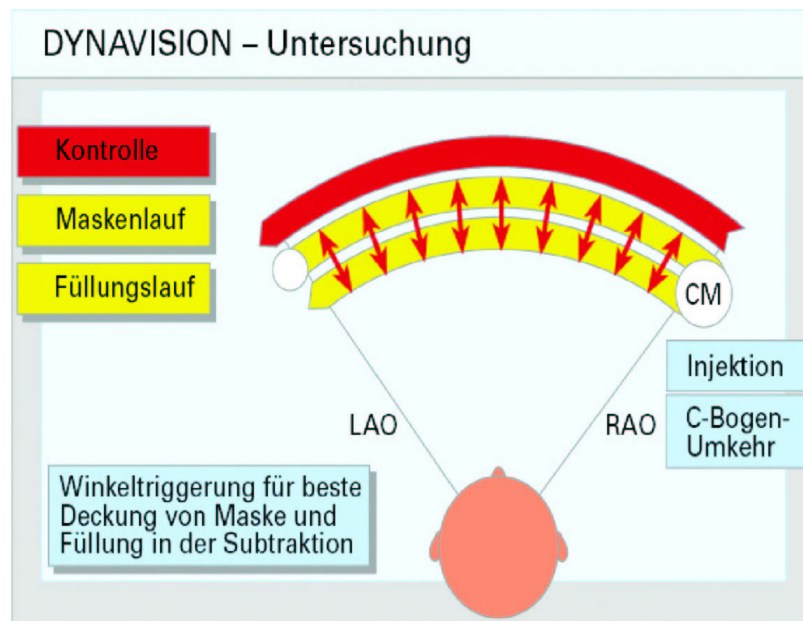 DYNAVISION – Untersuchung
Kontrolle
Maskenlauf
Füllungslauf
CM
Injektion
C-Bogen-
Umkehr
LAO
RAO
Winkeltriggerung für beste
Deckung von Maske und
Füllung in der Subtraktion